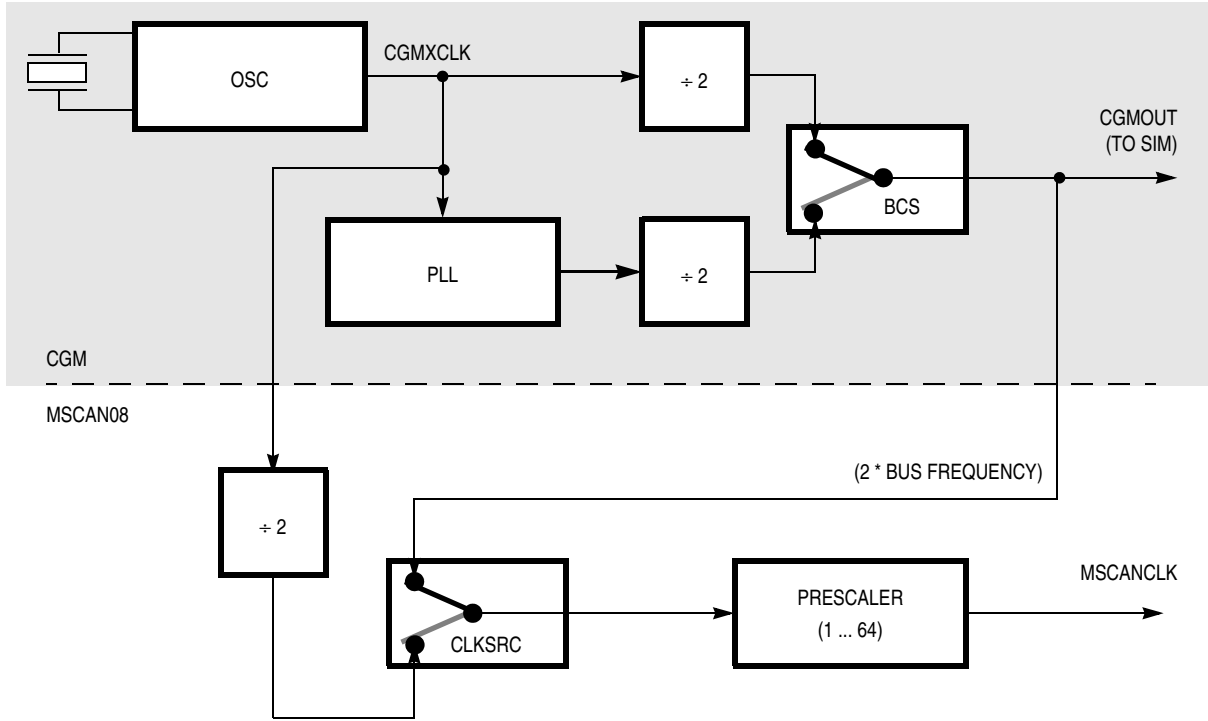 CGMXCLK
OSC
÷ 2
CGMOUT
(TO SIM)
BCS
PLL
÷ 2
CGM
MSCAN08
(2 * BUS FREQUENCY)
÷ 2
MSCANCLK
PRESCALER
(1 ... 64)
CLKSRC